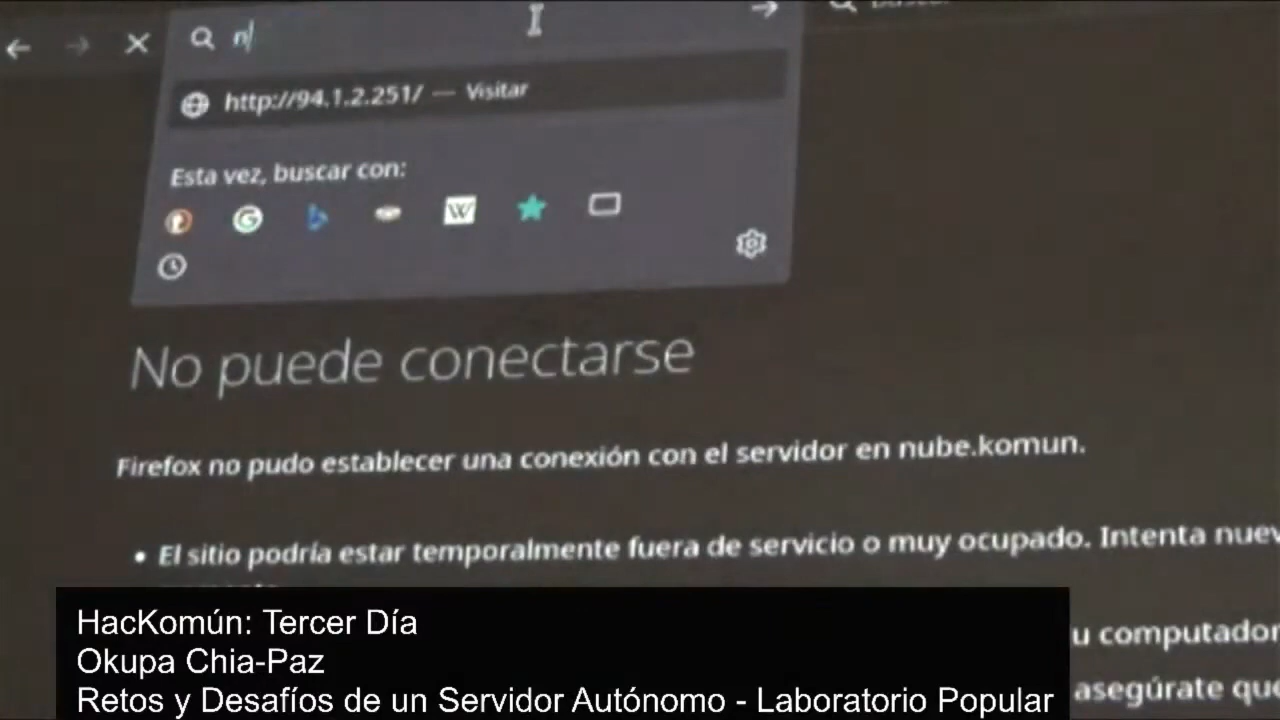 n
http://94.1.2.251/ — Visitar
Esta vez, buscar con:
G
b
W
No puede conectarse
Firefox no pudo establecer una conexión con el servidor en nube.komun.
• El sitio podría estar temporalmente fuera de servicio o muy ocupado. Intenta nuev
u computador
asegúrate que
HacKomún: Tercer Día
Okupa Chia-Paz
Retos y Desafíos de un Servidor Autónomo - Laboratorio Popular